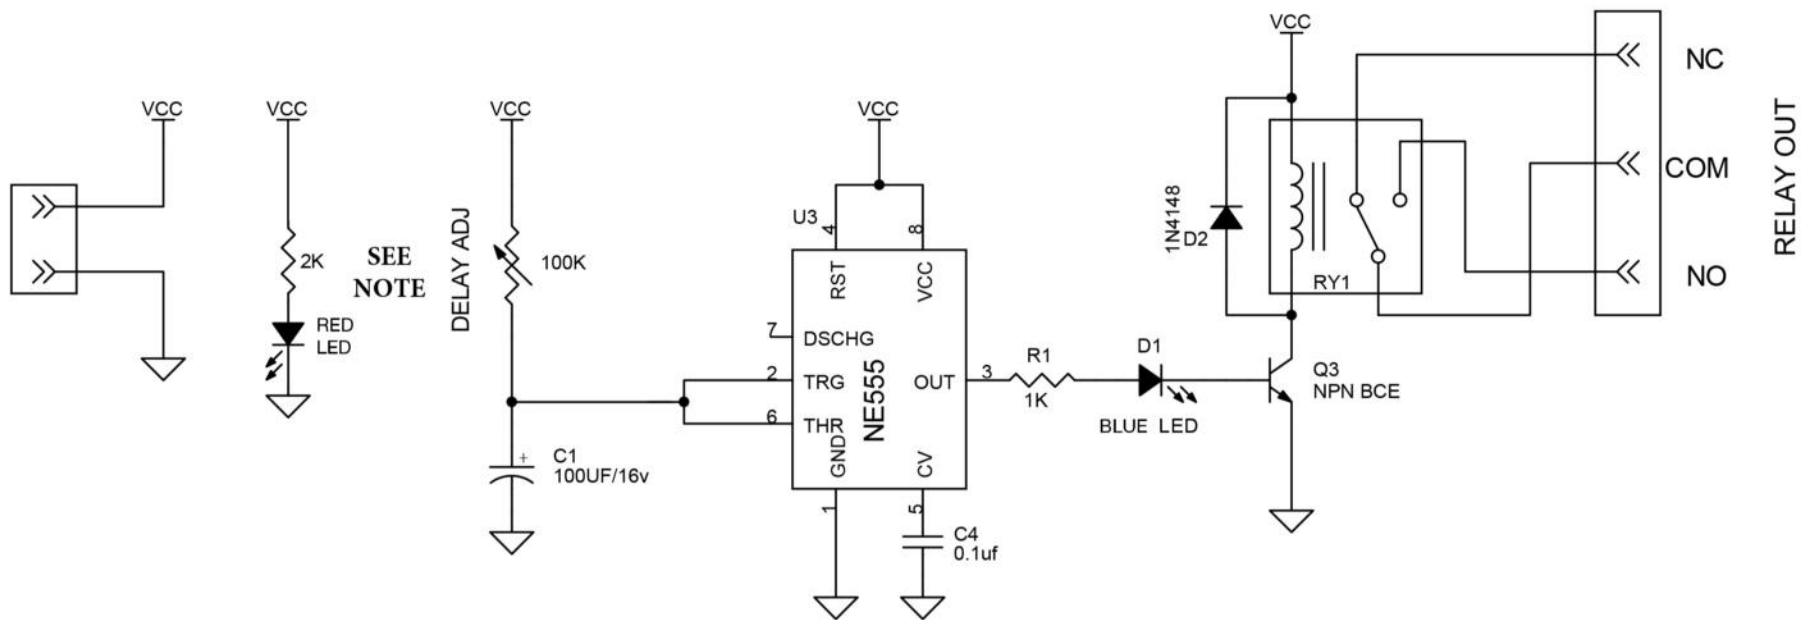 VCC
VCC
2K
RED
LED
SEE
NOTE
VCC
DELAY ADJ
100K
C1
+
100UF/16v
VCC
U3
4
8
RST
VCC
7
DSCHG
2
TRG
6
THR
NE555
OUT
3
GND
CV
1
5
C4
0.1uf
R1
1K
D1
BLUE LED
VCC
1N4148
D2
RY1
Q3
NPN BCE
NC
COM
NO
RELAY OUT